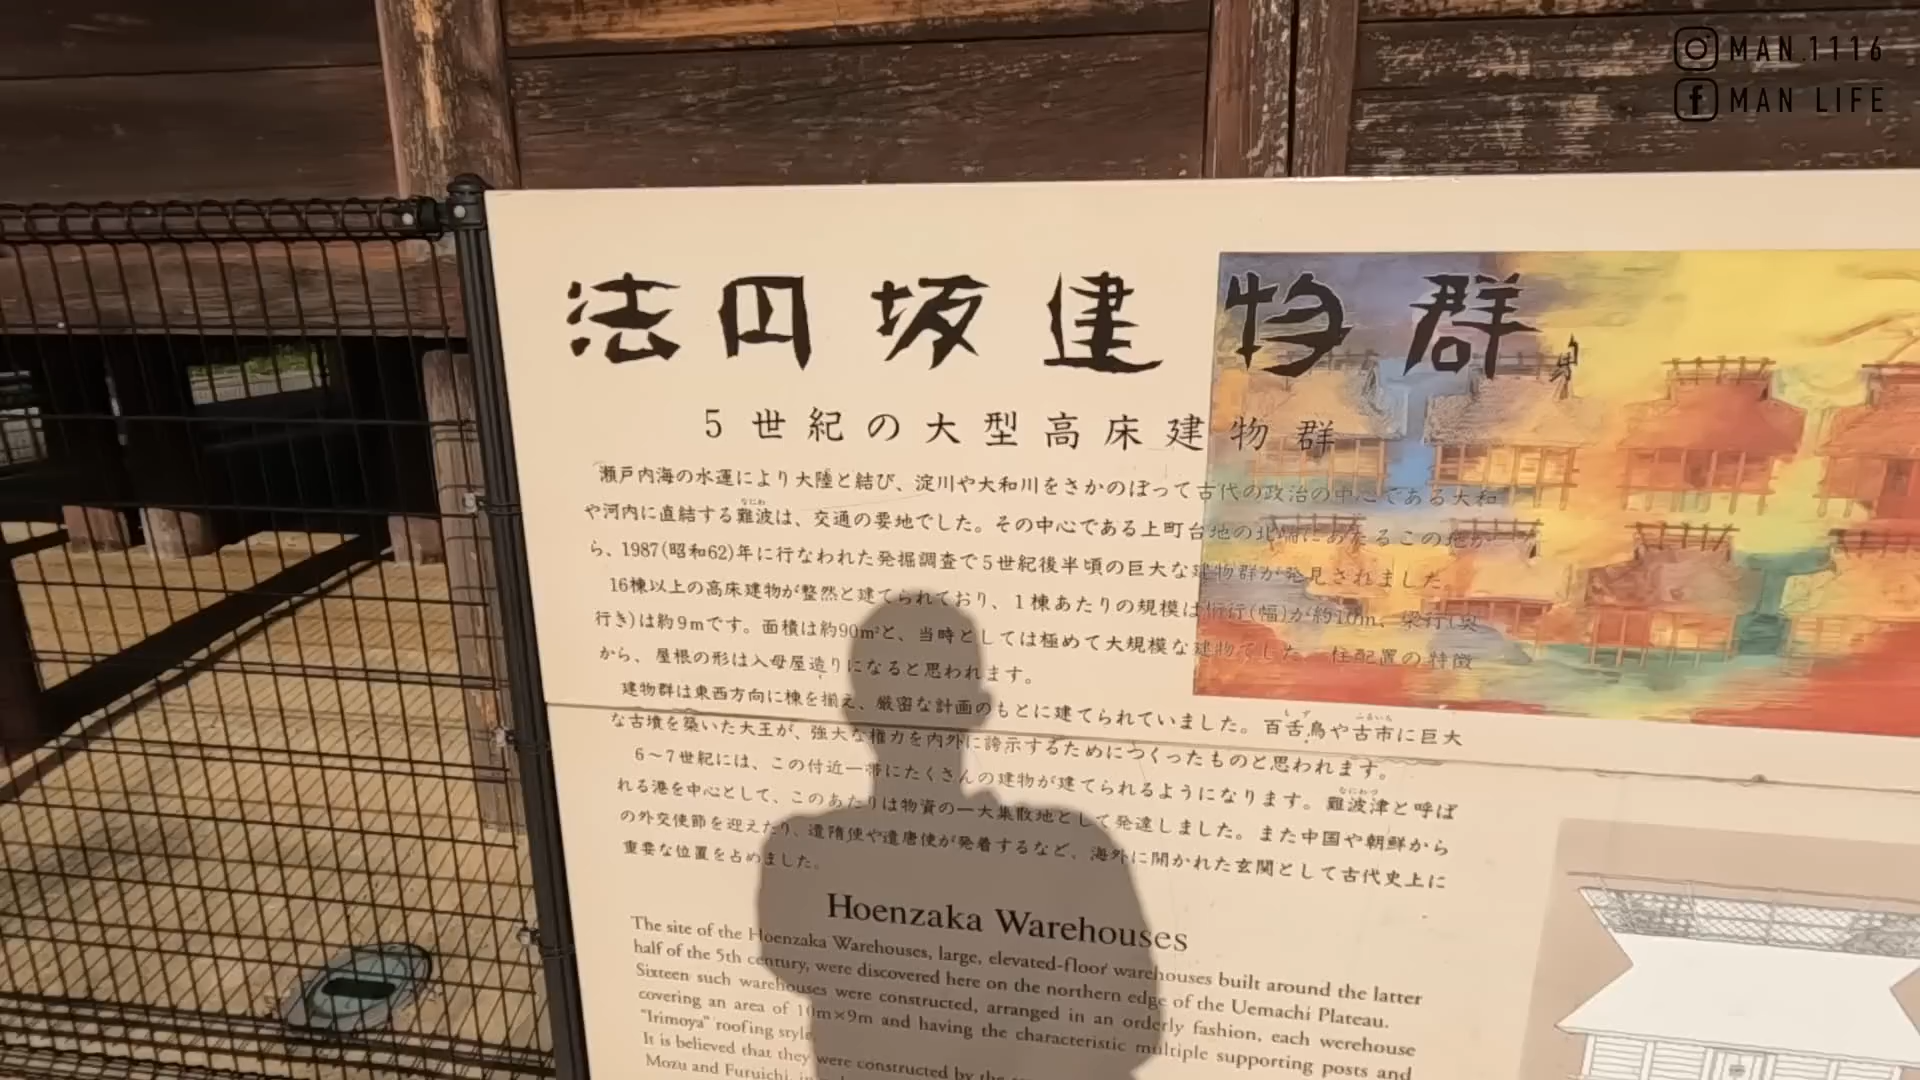 MAN.1116
MAN LIFE
法円坂建物群
5世紀の大型高床建物群
瀬戸内海の水運により大陸と結び、淀川や大和川をさかのぼって古代の政治の中心である大和
や河内に直結する難波は、交通の要地でした。その中心である上町台地の北端にあたるこの地か
なにわ
ら、1987(昭和62)年に行なわれた発掘調査で5世紀後半頃の巨大な建物群が発見されました。
16棟以上の高床建物が整然と建てられており、1棟あたりの規模は桁行(幅)が約10m、梁行(奥
行き)は約9mです。面積は約90m²と、当時としては極めて大規模な建物でした。柱配置の特徴
から、屋根の形は入母屋造りになると思われます。
建物群は東西方向に棟を揃え、厳密な計画のもとに建てられていました。百舌鳥や古市に巨大
もず
ふるいち
な古墳を築いた大王が、強大な権力を内外に誇示するためにつくったものと思われます。
6~7世紀には、この付近一帯にたくさんの建物が建てられるようになります。難波津と呼ば
なにわづ
れる港を中心として、このあたりは物資の一大集散地として発達しました。また中国や朝鮮から
の外交使節を迎えたり、遣隋使や遣唐使が発着するなど、海外に開かれた玄関として古代史上に
重要な位置を占めました。
Hoenzaka Warehouses
The site of the Hoenzaka Warehouses, large, elevated-floor warehouses built around the latter
half of the 5th century, were discovered here on the northern edge of the Uemachi Plateau.
Sixteen such warehouses were constructed, arranged in an orderly fashion, each werehouse
covering an area of 10m×9m and having the characteristic multiple supporting posts and
"Irimoya" roofing style.
It is believed that they were constructed by the
Mozu and Furuichi, in